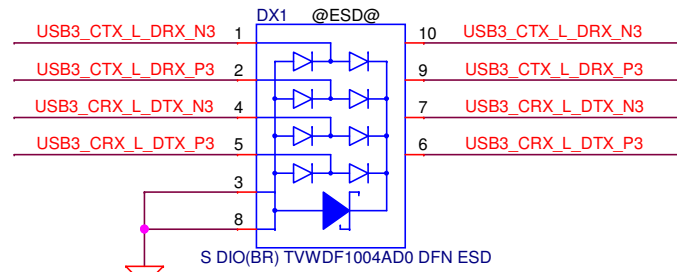 DX1 @ESD@
USB3_CTX_L_DRX_N3 1 10 USB3_CTX_L_DRX_N3
USB3_CTX_L_DRX_P3 2 9 USB3_CTX_L_DRX_P3
USB3_CRX_L_DTX_N3 4 7 USB3_CRX_L_DTX_N3
USB3_CRX_L_DTX_P3 5 6 USB3_CRX_L_DTX_P3
3
8
S DIO(BR) TVWDF1004AD0 DFN ESD